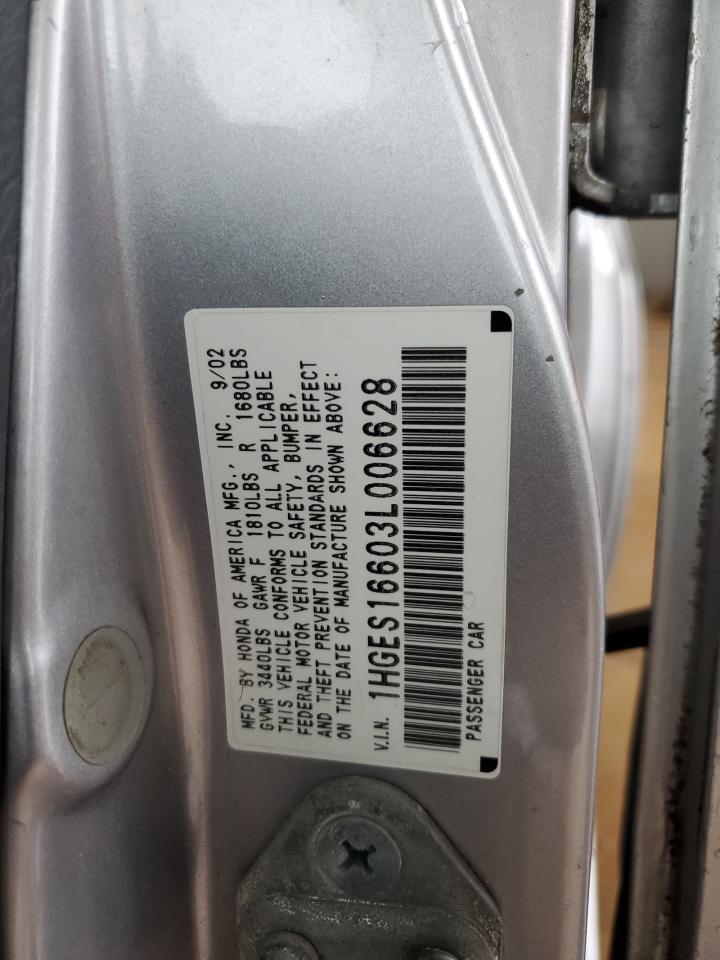 MFD. BY HONDA OF AMERICA MFG., INC. 9/02
GVWR 3440LBS GAWR F 1810LBS R 1680LBS
THIS VEHICLE CONFORMS TO ALL APPLICABLE
FEDERAL MOTOR VEHICLE SAFETY, BUMPER,
AND THEFT PREVENTION STANDARDS IN EFFECT
ON THE DATE OF MANUFACTURE SHOWN ABOVE:
V.I.N. 1HGES16603L006628
PASSENGER CAR